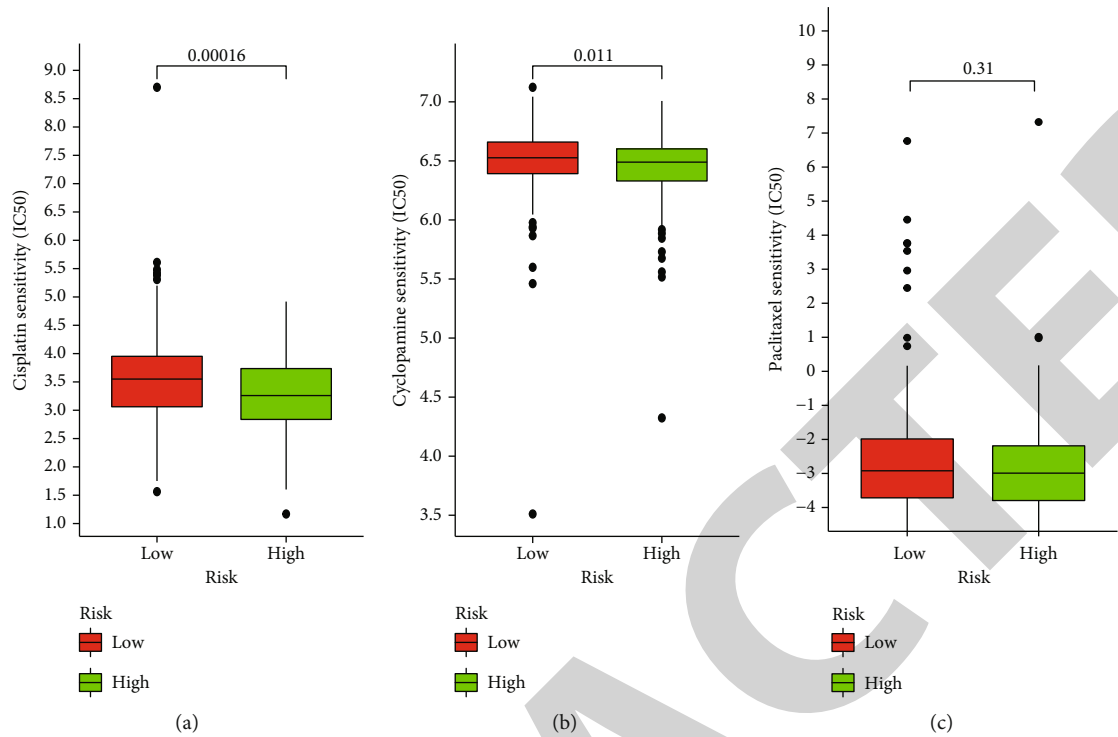 0.00016
9.0
8.5
8.0
7.5
7.0
6.5
6.0
5.5
5.0
4.5
4.0
3.5
3.0
2.5
2.0
1.5
1.0
Cisplatin sensitivity (IC50)
Low High
Risk
Risk
Low
High
(a)
0.011
7.0
6.5
6.0
5.5
5.0
4.5
4.0
3.5
Cyclopamine sensitivity (IC50)
Low High
Risk
Risk
Low
High
(b)
0.31
10
9
8
7
6
5
4
3
2
1
0
−1
−2
−3
−4
Paclitaxel sensitivity (IC50)
Low High
Risk
Risk
Low
High
(c)